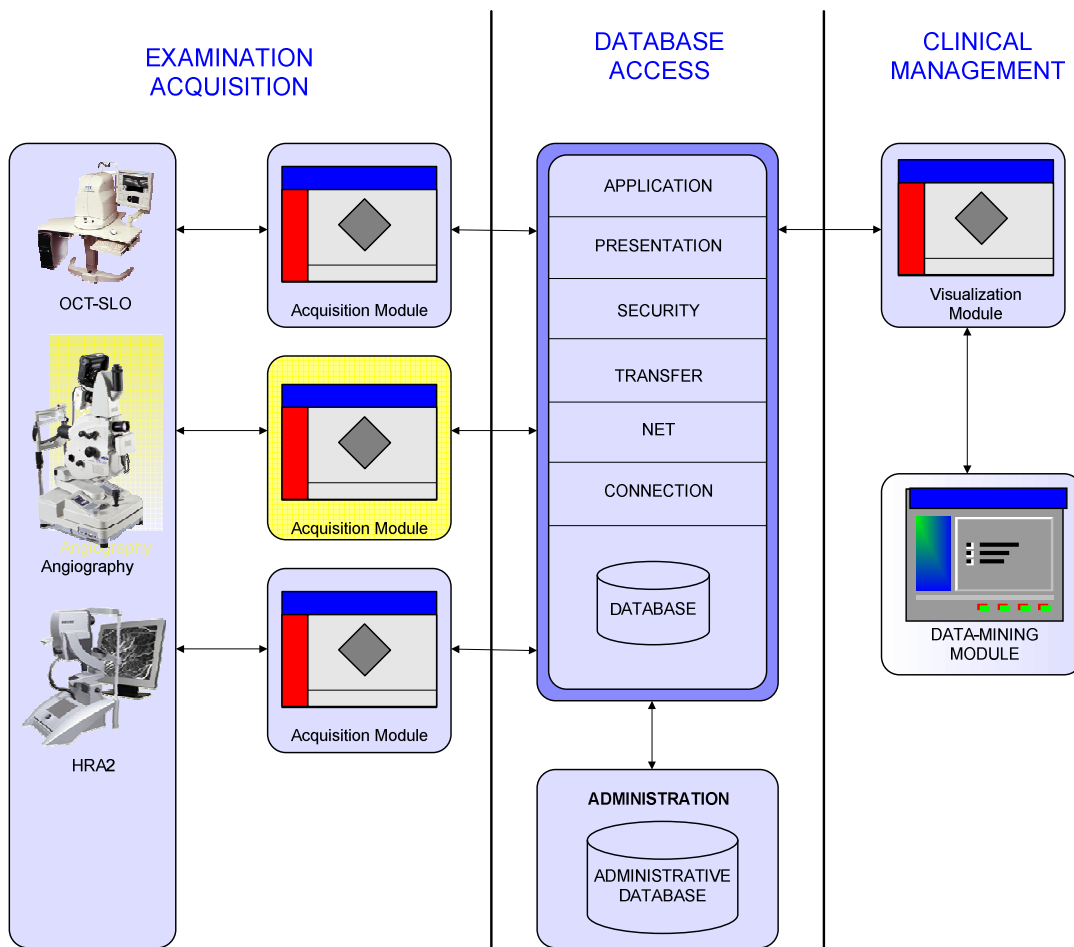 EXAMINATION
ACQUISITION
DATABASE
ACCESS
CLINICAL
MANAGEMENT
OCT-SLO
Angiography
Angiography
HRA2
Acquisition Module
Acquisition Module
Acquisition Module
APPLICATION
PRESENTATION
SECURITY
TRANSFER
NET
CONNECTION
DATABASE
ADMINISTRATION
ADMINISTRATIVE
DATABASE
Visualization
Module
DATA-MINING
MODULE